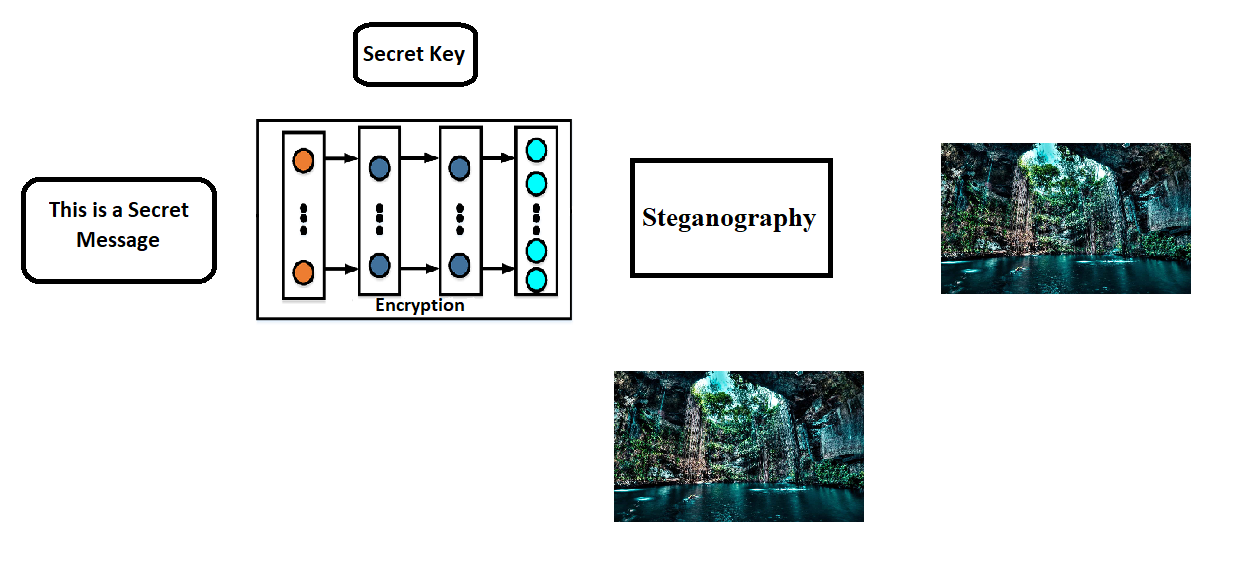 Secret Key
This is a Secret
Message
Encryption
Steganography